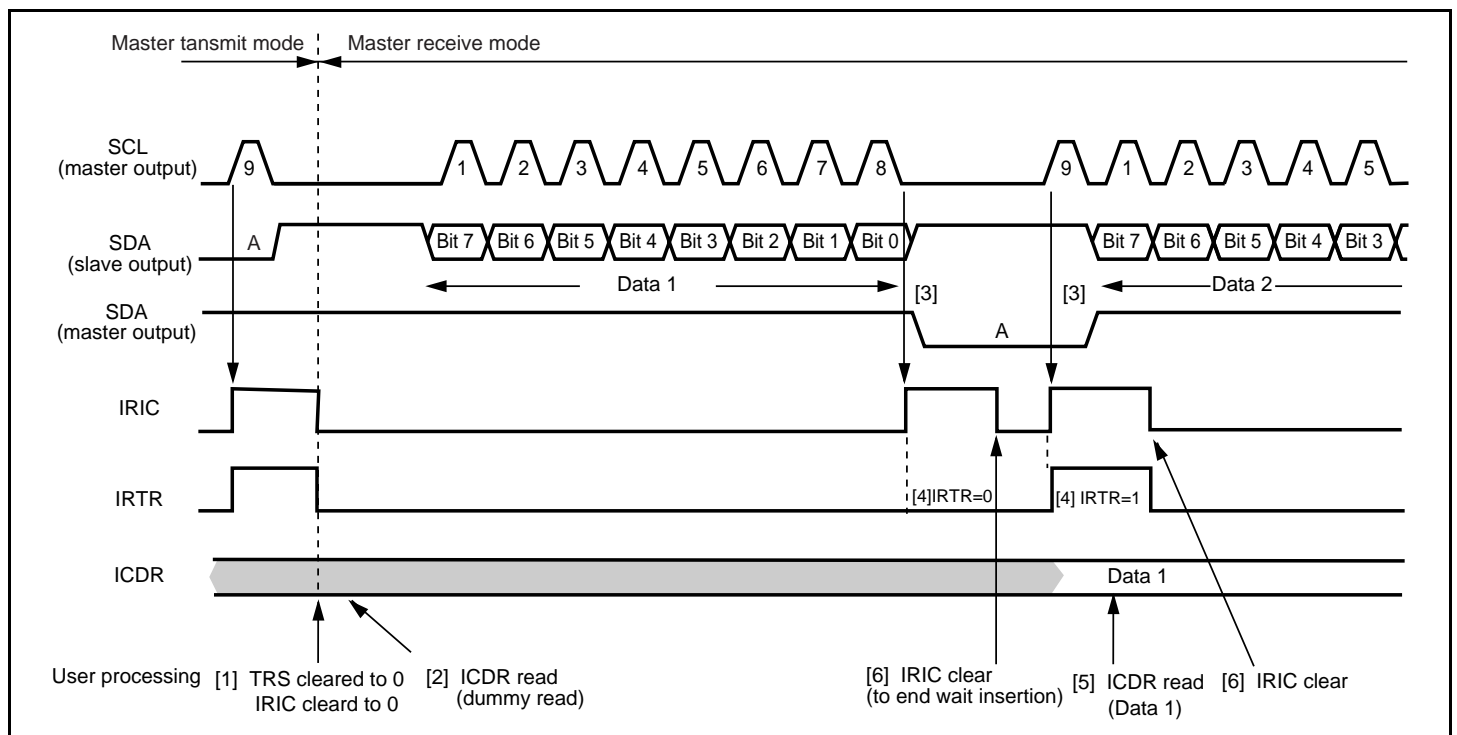 Master tansmit mode
Master receive mode
SCL
(master output)
9
1
2
3
4
5
6
7
8
9
1
2
3
4
5
SDA
(slave output)
A
Bit 7
Bit 6
Bit 5
Bit 4
Bit 3
Bit 2
Bit 1
Bit 0
Bit 7
Bit 6
Bit 5
Bit 4
Bit 3
Data 1
[3]
[3]
Data 2
SDA
(master output)
A
IRIC
IRTR
[4]IRTR=0
[4] IRTR=1
ICDR
Data 1
User processing
[1] TRS cleared to 0
IRIC cleard to 0
[2] ICDR read
(dummy read)
[6] IRIC clear
(to end wait insertion)
[5] ICDR read
(Data 1)
[6] IRIC clear